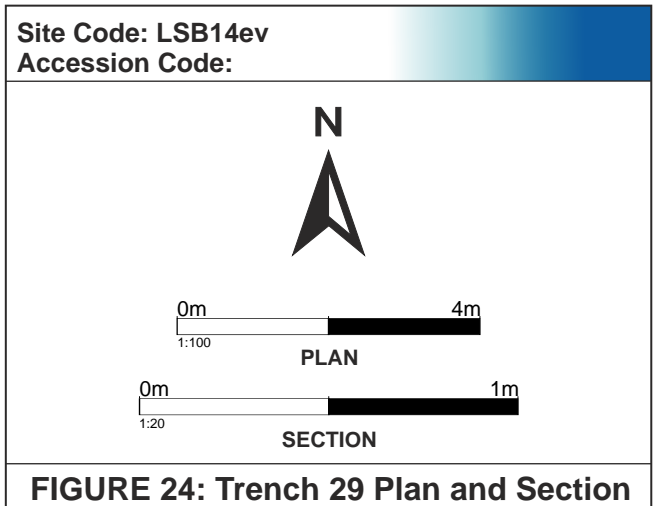 Site Code: LSB14ev
Accession Code:
N
0m 4m
1:100
PLAN
0m 1m
1:20
SECTION
FIGURE 24: Trench 29 Plan and Section